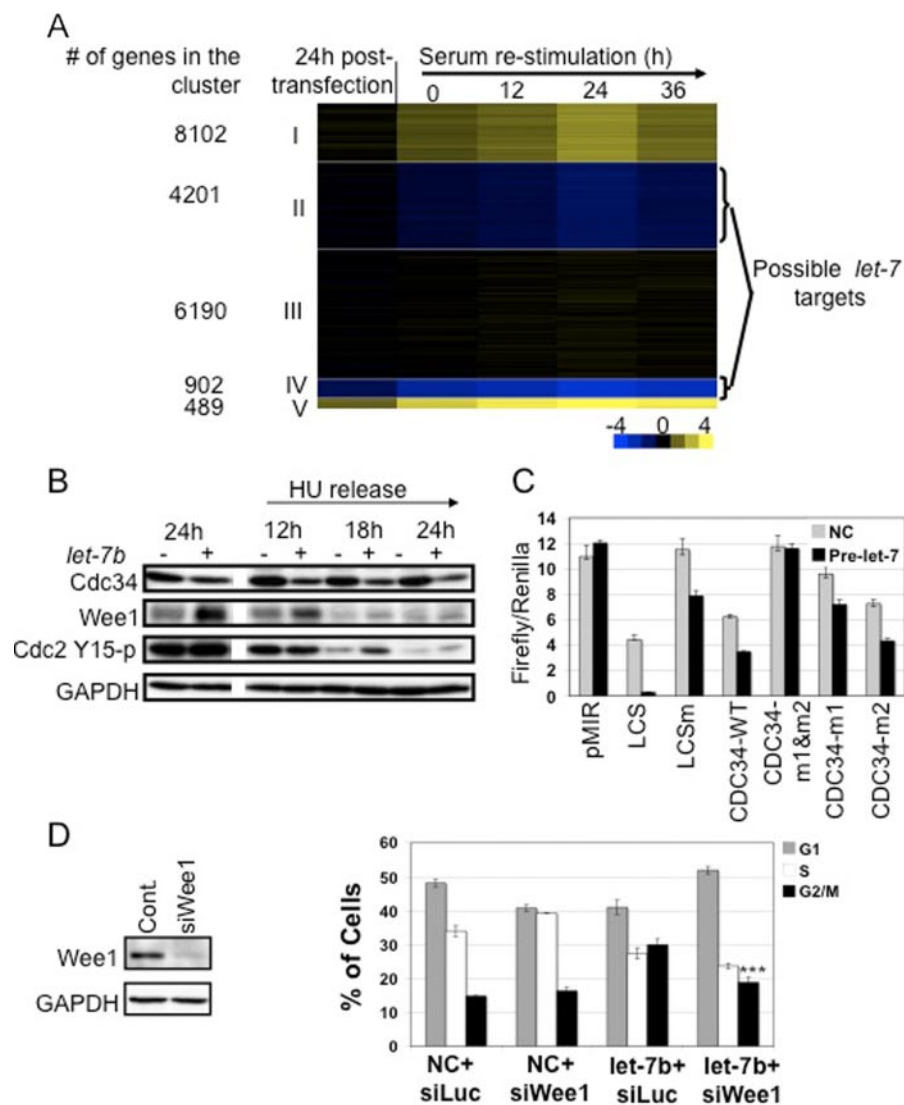 A
# of genes in the cluster
24h post-transfection
Serum re-stimulation (h)
0 12 24 36
8102 I
4201 II
6190 III
902 IV
489 V
Possible let-7 targets
-4 0 4
B
HU release
24h 12h 18h 24h
let-7b - + - + - + - +
Cdc34
Wee1
Cdc2 Y15-p
GAPDH
C
Firefly/Renilla
14
12
10
8
6
4
2
0
NC
Pre-let-7
pMIR
LCS
LCSm
CDC34-WT
CDC34-m1&m2
CDC34-m1
CDC34-m2
D
Cont.
siWee1
Wee1
GAPDH
% of Cells
60
50
40
30
20
10
0
G1
S
G2/M
***
NC+ siLuc
NC+ siWee1
let-7b+ siLuc
let-7b+ siWee1